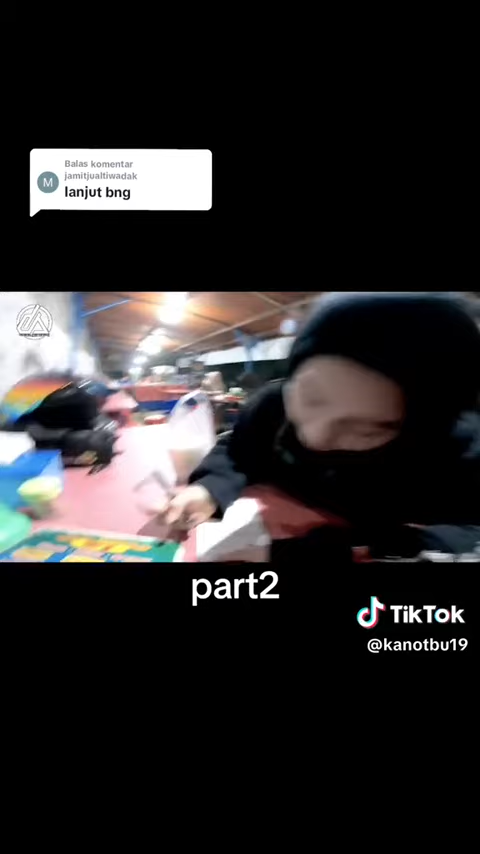 Balas komentar
jamitjualtiwadak
M
lanjut bng
part2
TikTok
@kanotbu19